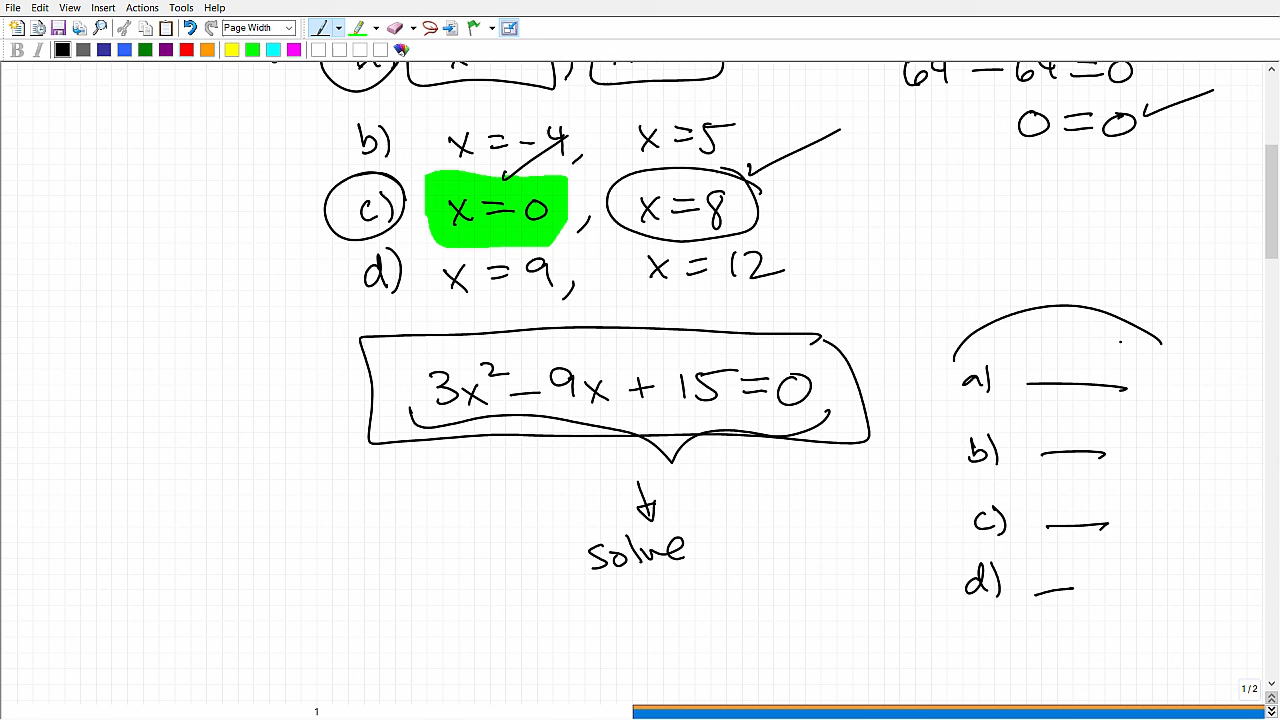 File Edit View Insert Actions Tools Help
Page Width
B I
64 - 64 = 0
0 = 0
b) x = -4, x = 5
c) x = 0, x = 8
d) x = 9, x = 12
3x² - 9x + 15 = 0
solve
a)
b)
c)
d)
1/2
1